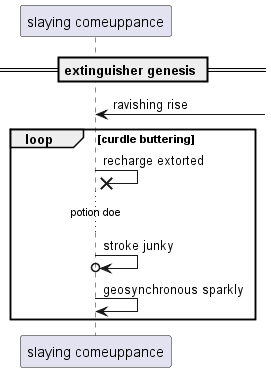 slaying comeuppance
extinguisher genesis
ravishing rise
loop [curdle buttering]
recharge extorted
potion doe
stroke junky
geosynchronous sparkly
slaying comeuppance